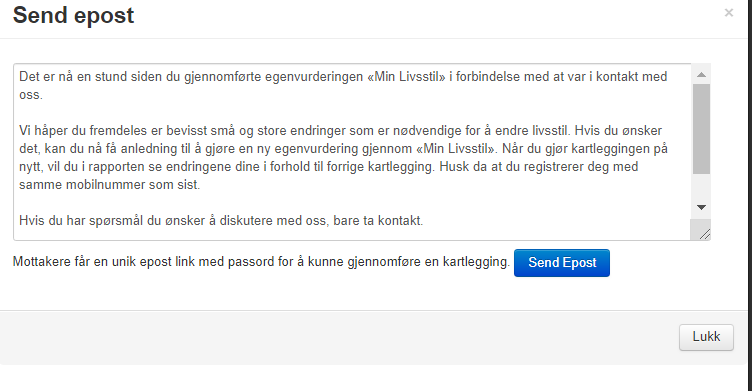 Send epost
×
Det er nå en stund siden du gjennomførte egenvurderingen «Min Livsstil» i forbindelse med at var i kontakt med
oss.
Vi håper du fremdeles er bevisst små og store endringer som er nødvendige for å endre livsstil. Hvis du ønsker
det, kan du nå få anledning til å gjøre en ny egenvurdering gjennom «Min Livsstil». Når du gjør kartleggingen på
nytt, vil du i rapporten se endringene dine i forhold til forrige kartlegging. Husk da at du registrerer deg med
samme mobilnummer som sist.
Hvis du har spørsmål du ønsker å diskutere med oss, bare ta kontakt.
Mottakere får en unik epost link med passord for å kunne gjennomføre en kartlegging. Send Epost
Lukk